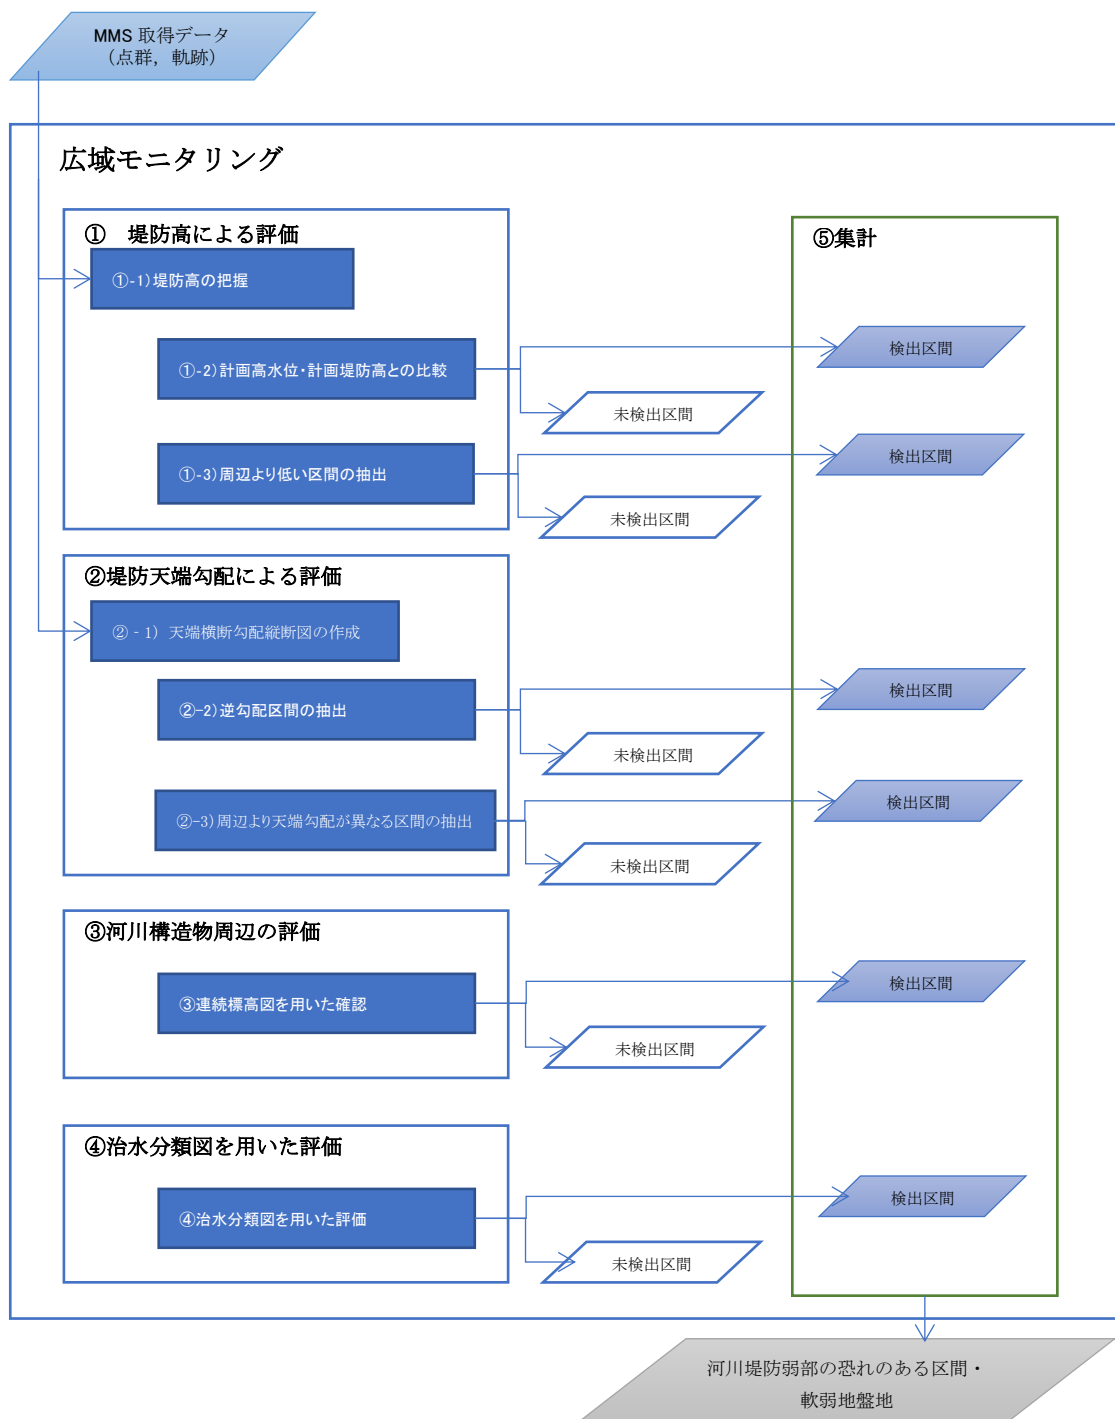 MMS 取得データ
（点群，軌跡）
広域モニタリング
①　堤防高による評価
①-1)堤防高の把握
①-2)計画高水位・計画堤防高との比較
検出区間
未検出区間
①-3)周辺より低い区間の抽出
検出区間
未検出区間
②堤防天端勾配による評価
②‐1) 天端横断勾配縦断図の作成
②-2)逆勾配区間の抽出
検出区間
未検出区間
②-3)周辺より天端勾配が異なる区間の抽出
検出区間
未検出区間
③河川構造物周辺の評価
③連続標高図を用いた確認
検出区間
未検出区間
④治水分類図を用いた評価
④治水分類図を用いた評価
検出区間
未検出区間
⑤集計
河川堤防弱部の恐れのある区間・
軟弱地盤地